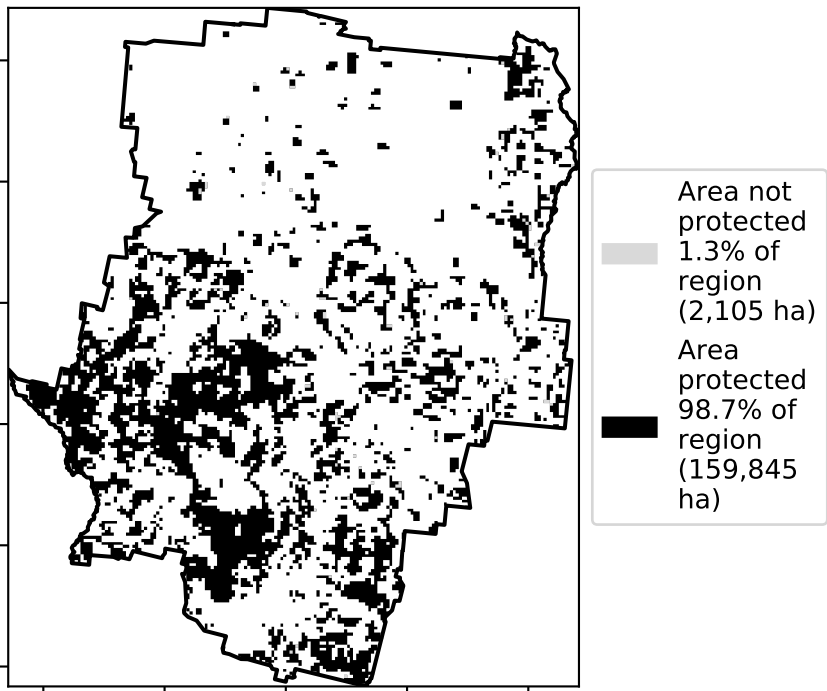 Area not
protected
1.3% of
region
(2,105 ha)
Area
protected
98.7% of
region
(159,845
ha)